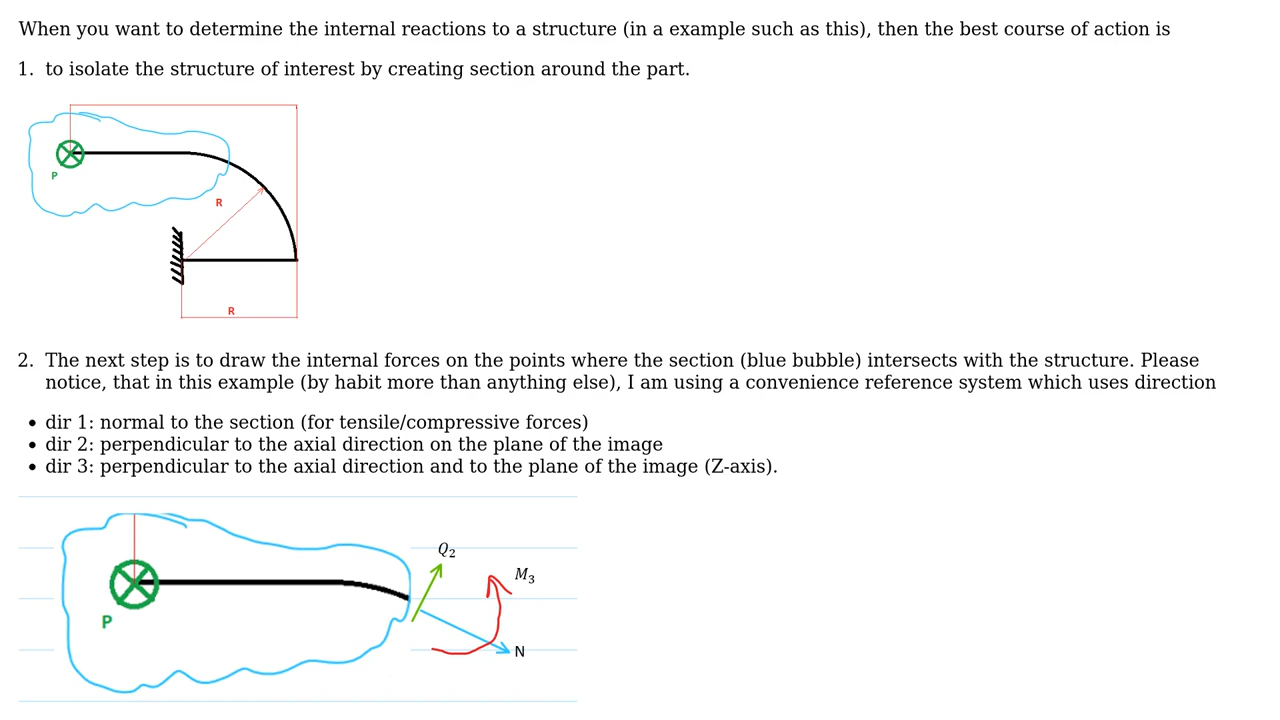 When you want to determine the internal reactions to a structure (in a example such as this), then the best course of action is
1. to isolate the structure of interest by creating section around the part.
P
R
R
2. The next step is to draw the internal forces on the points where the section (blue bubble) intersects with the structure. Please
notice, that in this example (by habit more than anything else), I am using a convenience reference system which uses direction
• dir 1: normal to the section (for tensile/compressive forces)
• dir 2: perpendicular to the axial direction on the plane of the image
• dir 3: perpendicular to the axial direction and to the plane of the image (Z-axis).
Q₂
M₃
P
N